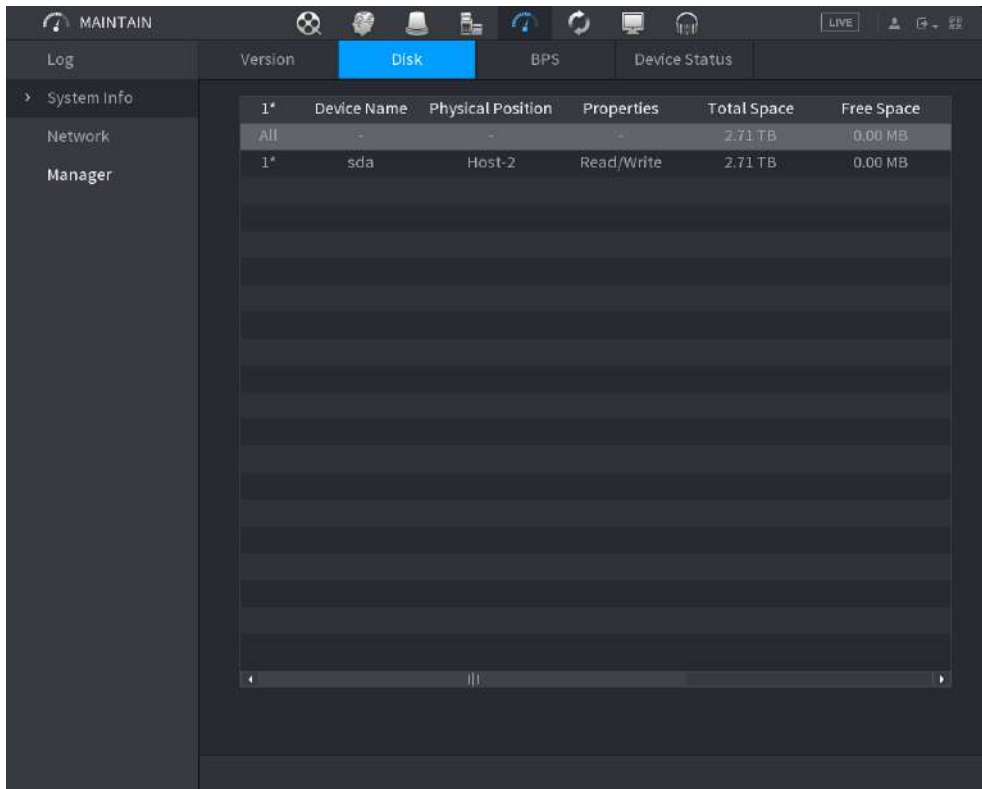 MAINTAIN LIVE
Log
System Info
Network
Manager
Version Disk BPS Device Status
1* Device Name Physical Position Properties Total Space Free Space
All - - - 2.71 TB 0.00 MB
1* sda Host-2 Read/Write 2.71 TB 0.00 MB